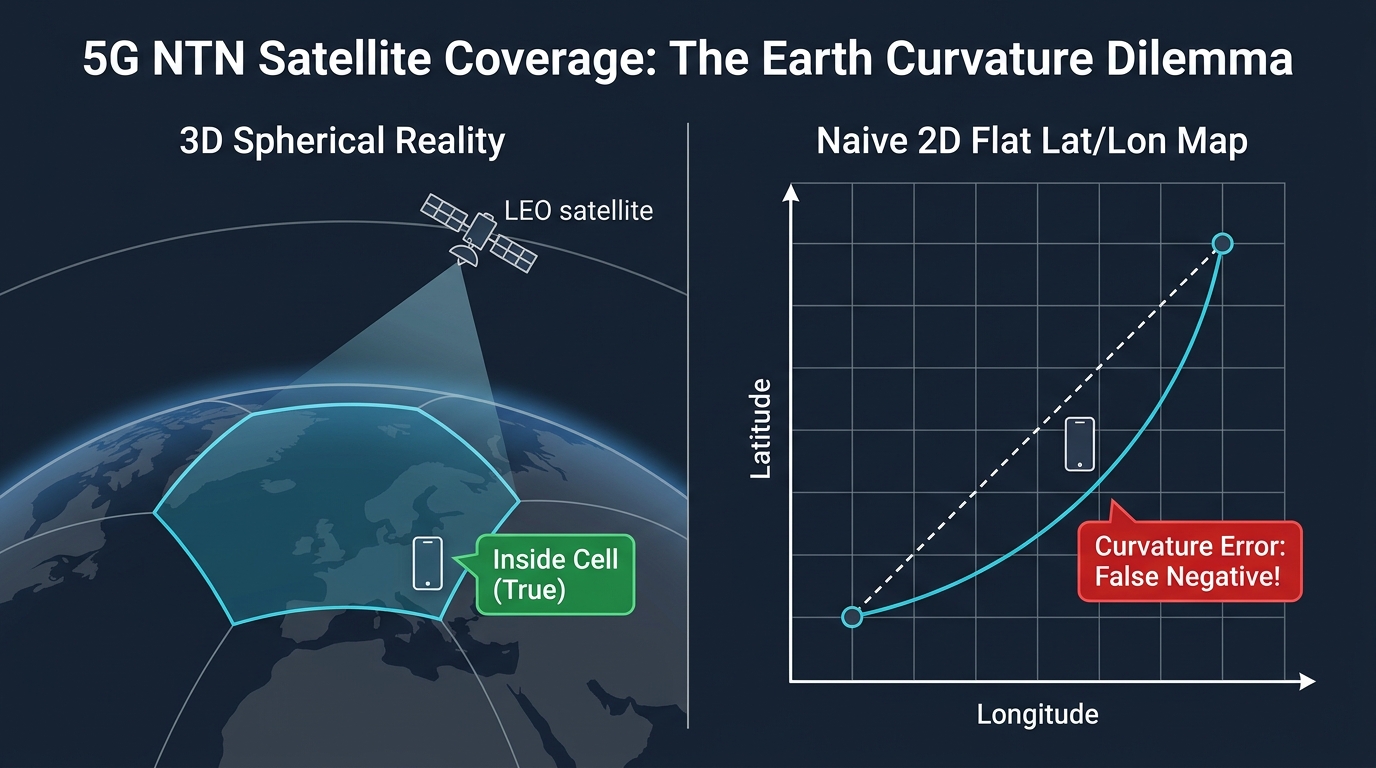 5G NTN Satellite Coverage: The Earth Curvature Dilemma
3D Spherical Reality
LEO satellite
Inside Cell
(True)
Naive 2D Flat Lat/Lon Map
Latitude
Curvature Error:
False Negative!
Longitude